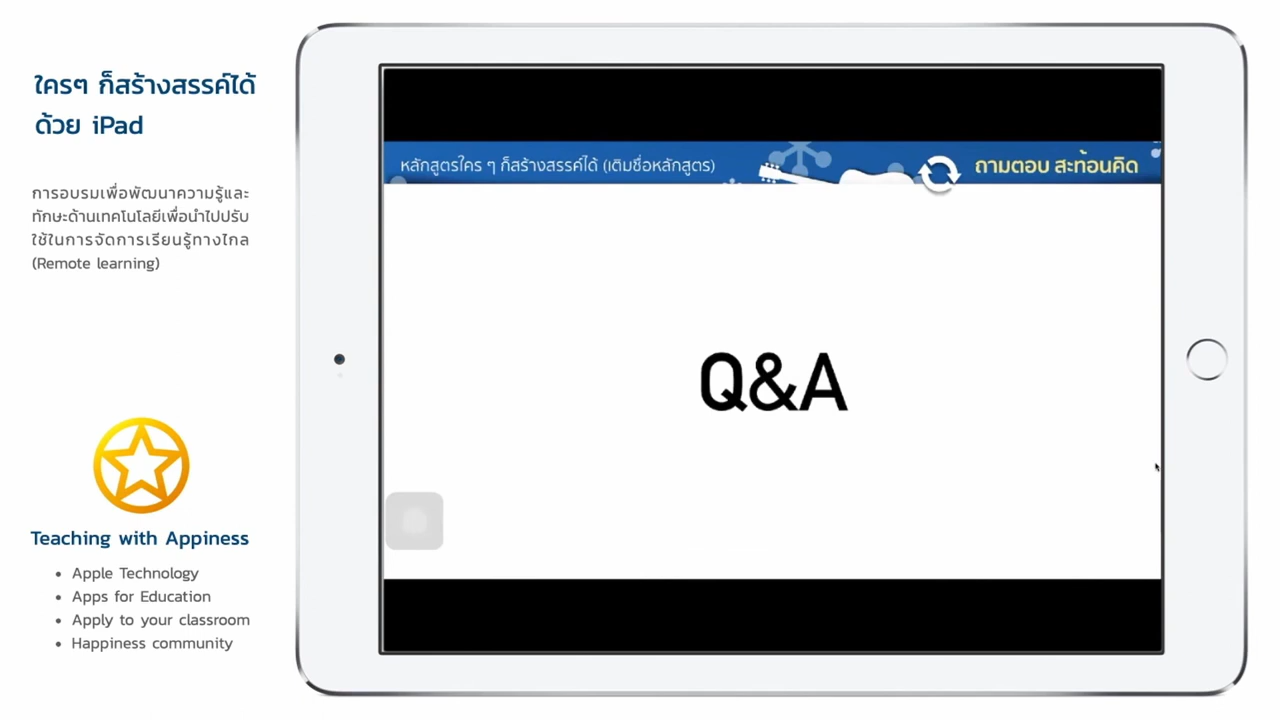 ใครๆ ก็สร้างสรรค์ได้
ด้วย iPad
การอบรมเพื่อพัฒนาความรู้และ
ทักษะด้านเทคโนโลยีเพื่อนำไปปรับ
ใช้ในการจัดการเรียนรู้ทางไกล
(Remote learning)
Teaching with Appiness
• Apple Technology
• Apps for Education
• Apply to your classroom
• Happiness community
หลักสูตรใคร ๆ ก็สร้างสรรค์ได้ (เติมชื่อหลักสูตร)
ถามตอบ สะท้อนคิด
Q&A